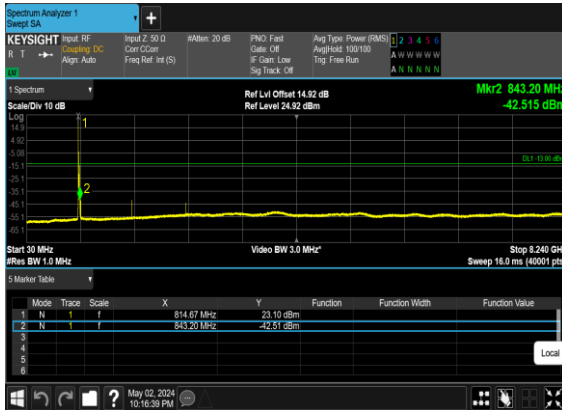 Spectrum Analyzer 1
Swept SA
KEYSIGHT Input: RF Input Z: 50 Ω #Atten: 20 dB PNO: Fast Avg Type: Power (RMS) 1 2 3 4 5 6
R T Coupling: DC Corr CCorr Gate: Off Avg|Hold: 100/100 A W W W W W
Align: Auto Freq Ref: Int (S) IF Gain: Low Trig: Free Run
Sig Track: Off A N N N N N
LXI
1 Spectrum Ref Lvl Offset 14.92 dB Mkr2 843.20 MHz
Scale/Div 10 dB Ref Level 24.92 dBm -42.515 dBm
Log
14.9
4.92
-5.08
-15.1
-25.1
-35.1
-45.1
-55.1
-65.1
1
2
DL1 -13.00 dBm
Start 30 MHz Video BW 3.0 MHz* Stop 8.240 GHz
#Res BW 1.0 MHz Sweep 16.0 ms (40001 pts)
5 Marker Table
Mode Trace Scale X Y Function Function Width Function Value
1 N 1 f 814.67 MHz 23.10 dBm
2 N 1 f 843.20 MHz -42.51 dBm
3
4
5
6
Local
? May 02, 2024
10:16:39 PM